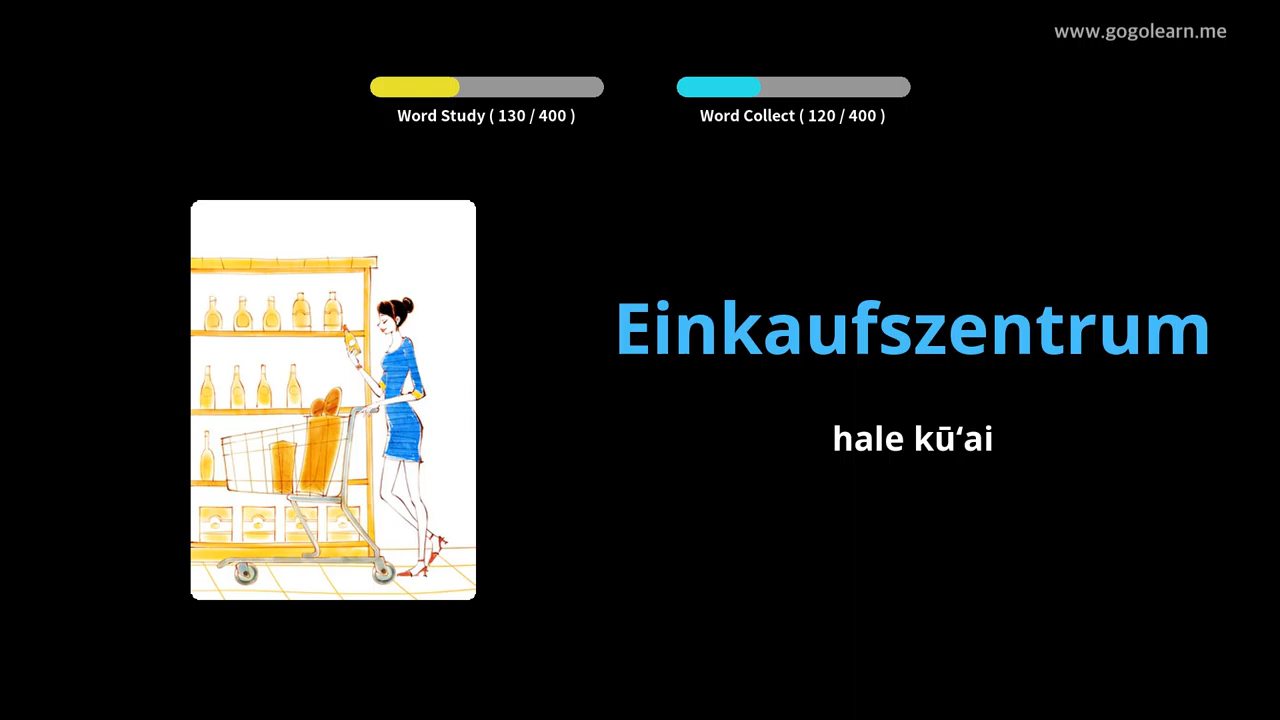 www.gogolearn.me
Word Study ( 130 / 400 )
Word Collect ( 120 / 400 )
Einkaufszentrum
hale kūʻai